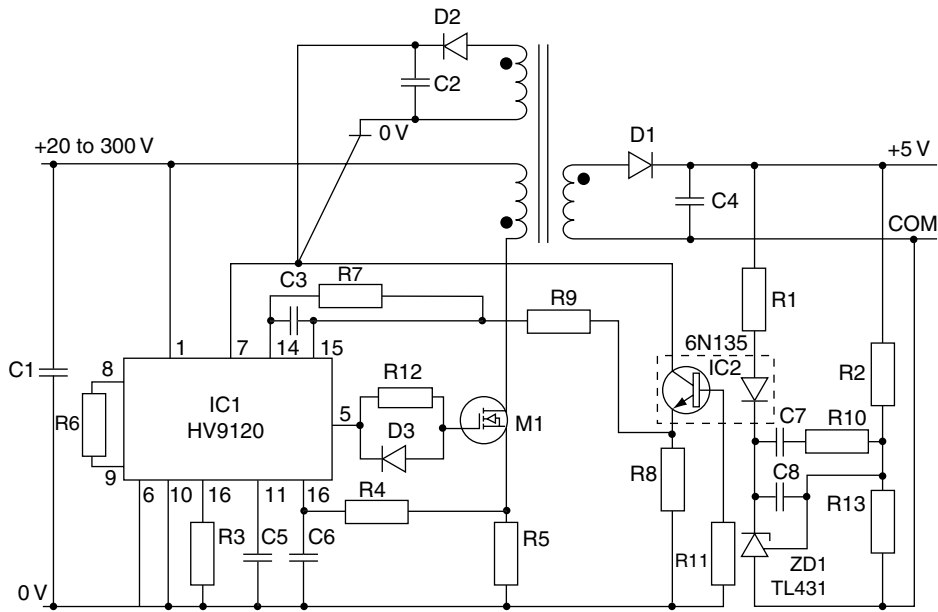 D2
C2
0 V
+20 to 300 V
D1
+5 V
C4
COM
C3
R7
R9
R1
1
7
14
15
6N135
IC2
C1
8
R6
9
IC1
HV9120
5
R12
D3
M1
R2
C7
R10
C8
R8
R13
6
10
16
11
16
R4
R3
C5
C6
R5
R11
ZD1
TL431
0 V